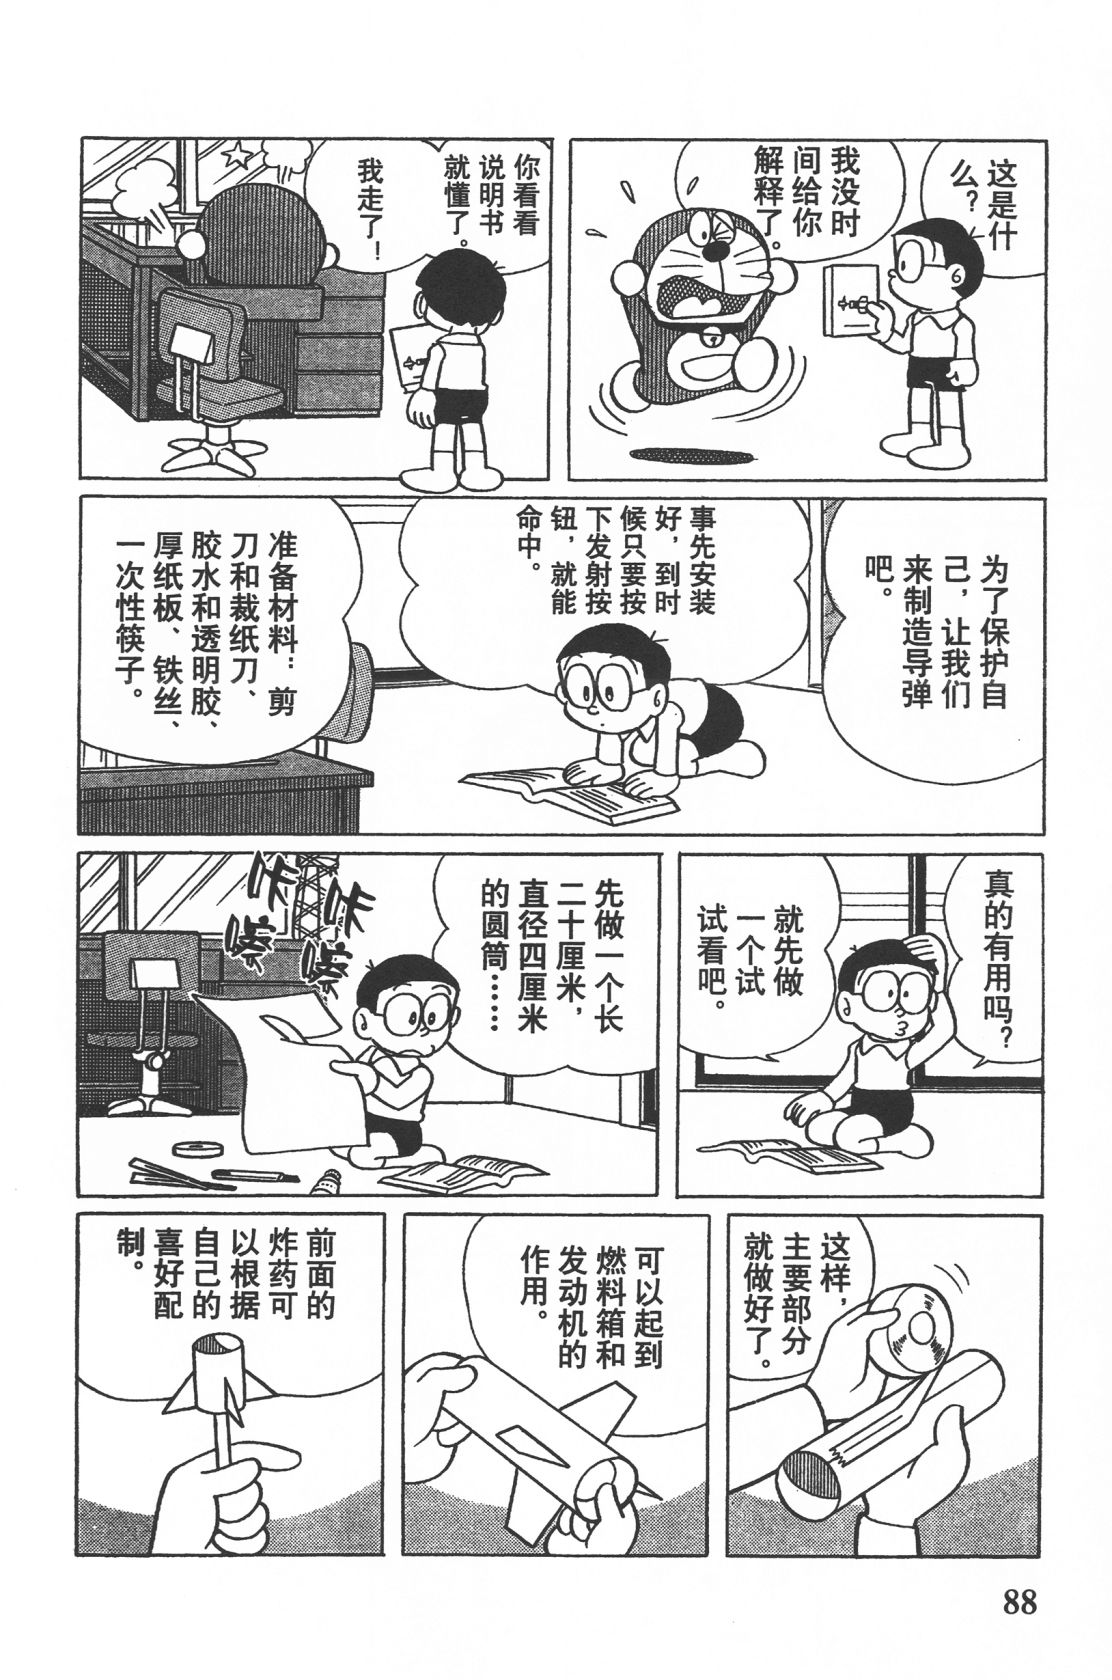 这是什
么？
我没时
间给你
解释了。
你看看
说明书
就懂了。
我走了！
为了保护自
己，让我们
来制造导弹
吧。
事先安装
好，到时
候只要按
下发射按
钮，就能
命中。
准备材料：剪
刀和裁纸刀、
胶水和透明胶、
厚纸板、铁丝、
一次性筷子。
真的有用吗？
就先做
一个试
试看吧。
先做一个长
二十厘米，
直径四厘米
的圆筒……
咔
嚓
咔
嚓
这样，
主要部分
就做好了。
可以起到
燃料箱和
发动机的
作用。
前面的
炸药可
以根据
自己的
喜好配
制。
88